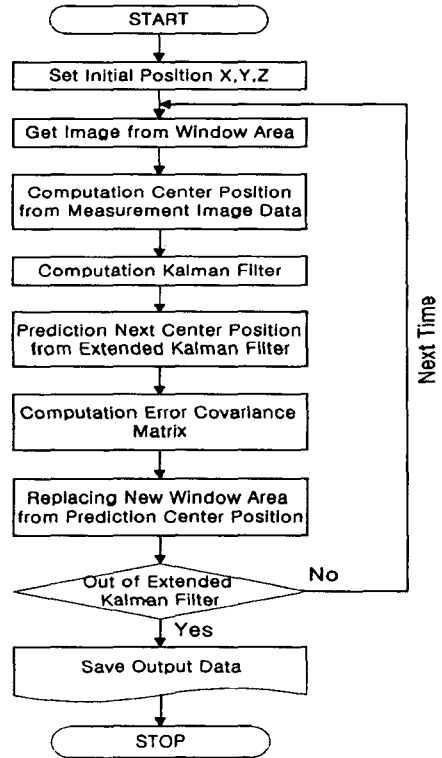 START
Set Initial Position X,Y,Z
Get Image from Window Area
Computation Center Position
from Measurement Image Data
Computation Kalman Filter
Prediction Next Center Position
from Extended Kalman Filter
Computation Error Covariance
Matrix
Replacing New Window Area
from Prediction Center Position
Out of Extended
Kalman Filter
No
Next Time
Yes
Save Output Data
STOP